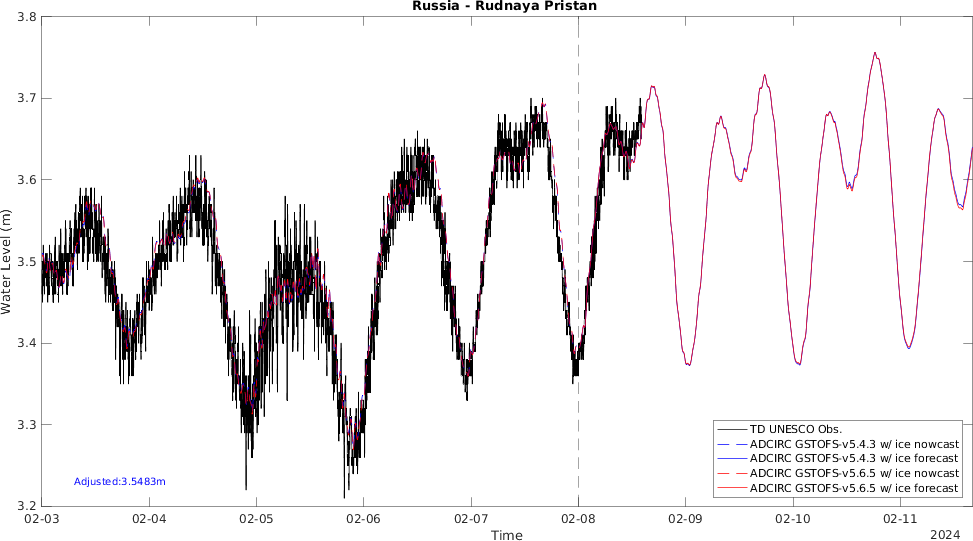 Russia - Rudnaya Pristan
3.8
3.7
3.6
3.5
3.4
3.3
3.2
Water Level (m)
Adjusted:3.5483m
TD UNESCO Obs.
ADCIRC GSTOFS-v5.4.3 w/ ice nowcast
ADCIRC GSTOFS-v5.4.3 w/ ice forecast
ADCIRC GSTOFS-v5.6.5 w/ ice nowcast
ADCIRC GSTOFS-v5.6.5 w/ ice forecast
02-03 02-04 02-05 02-06 02-07 02-08 02-09 02-10 02-11
Time
2024